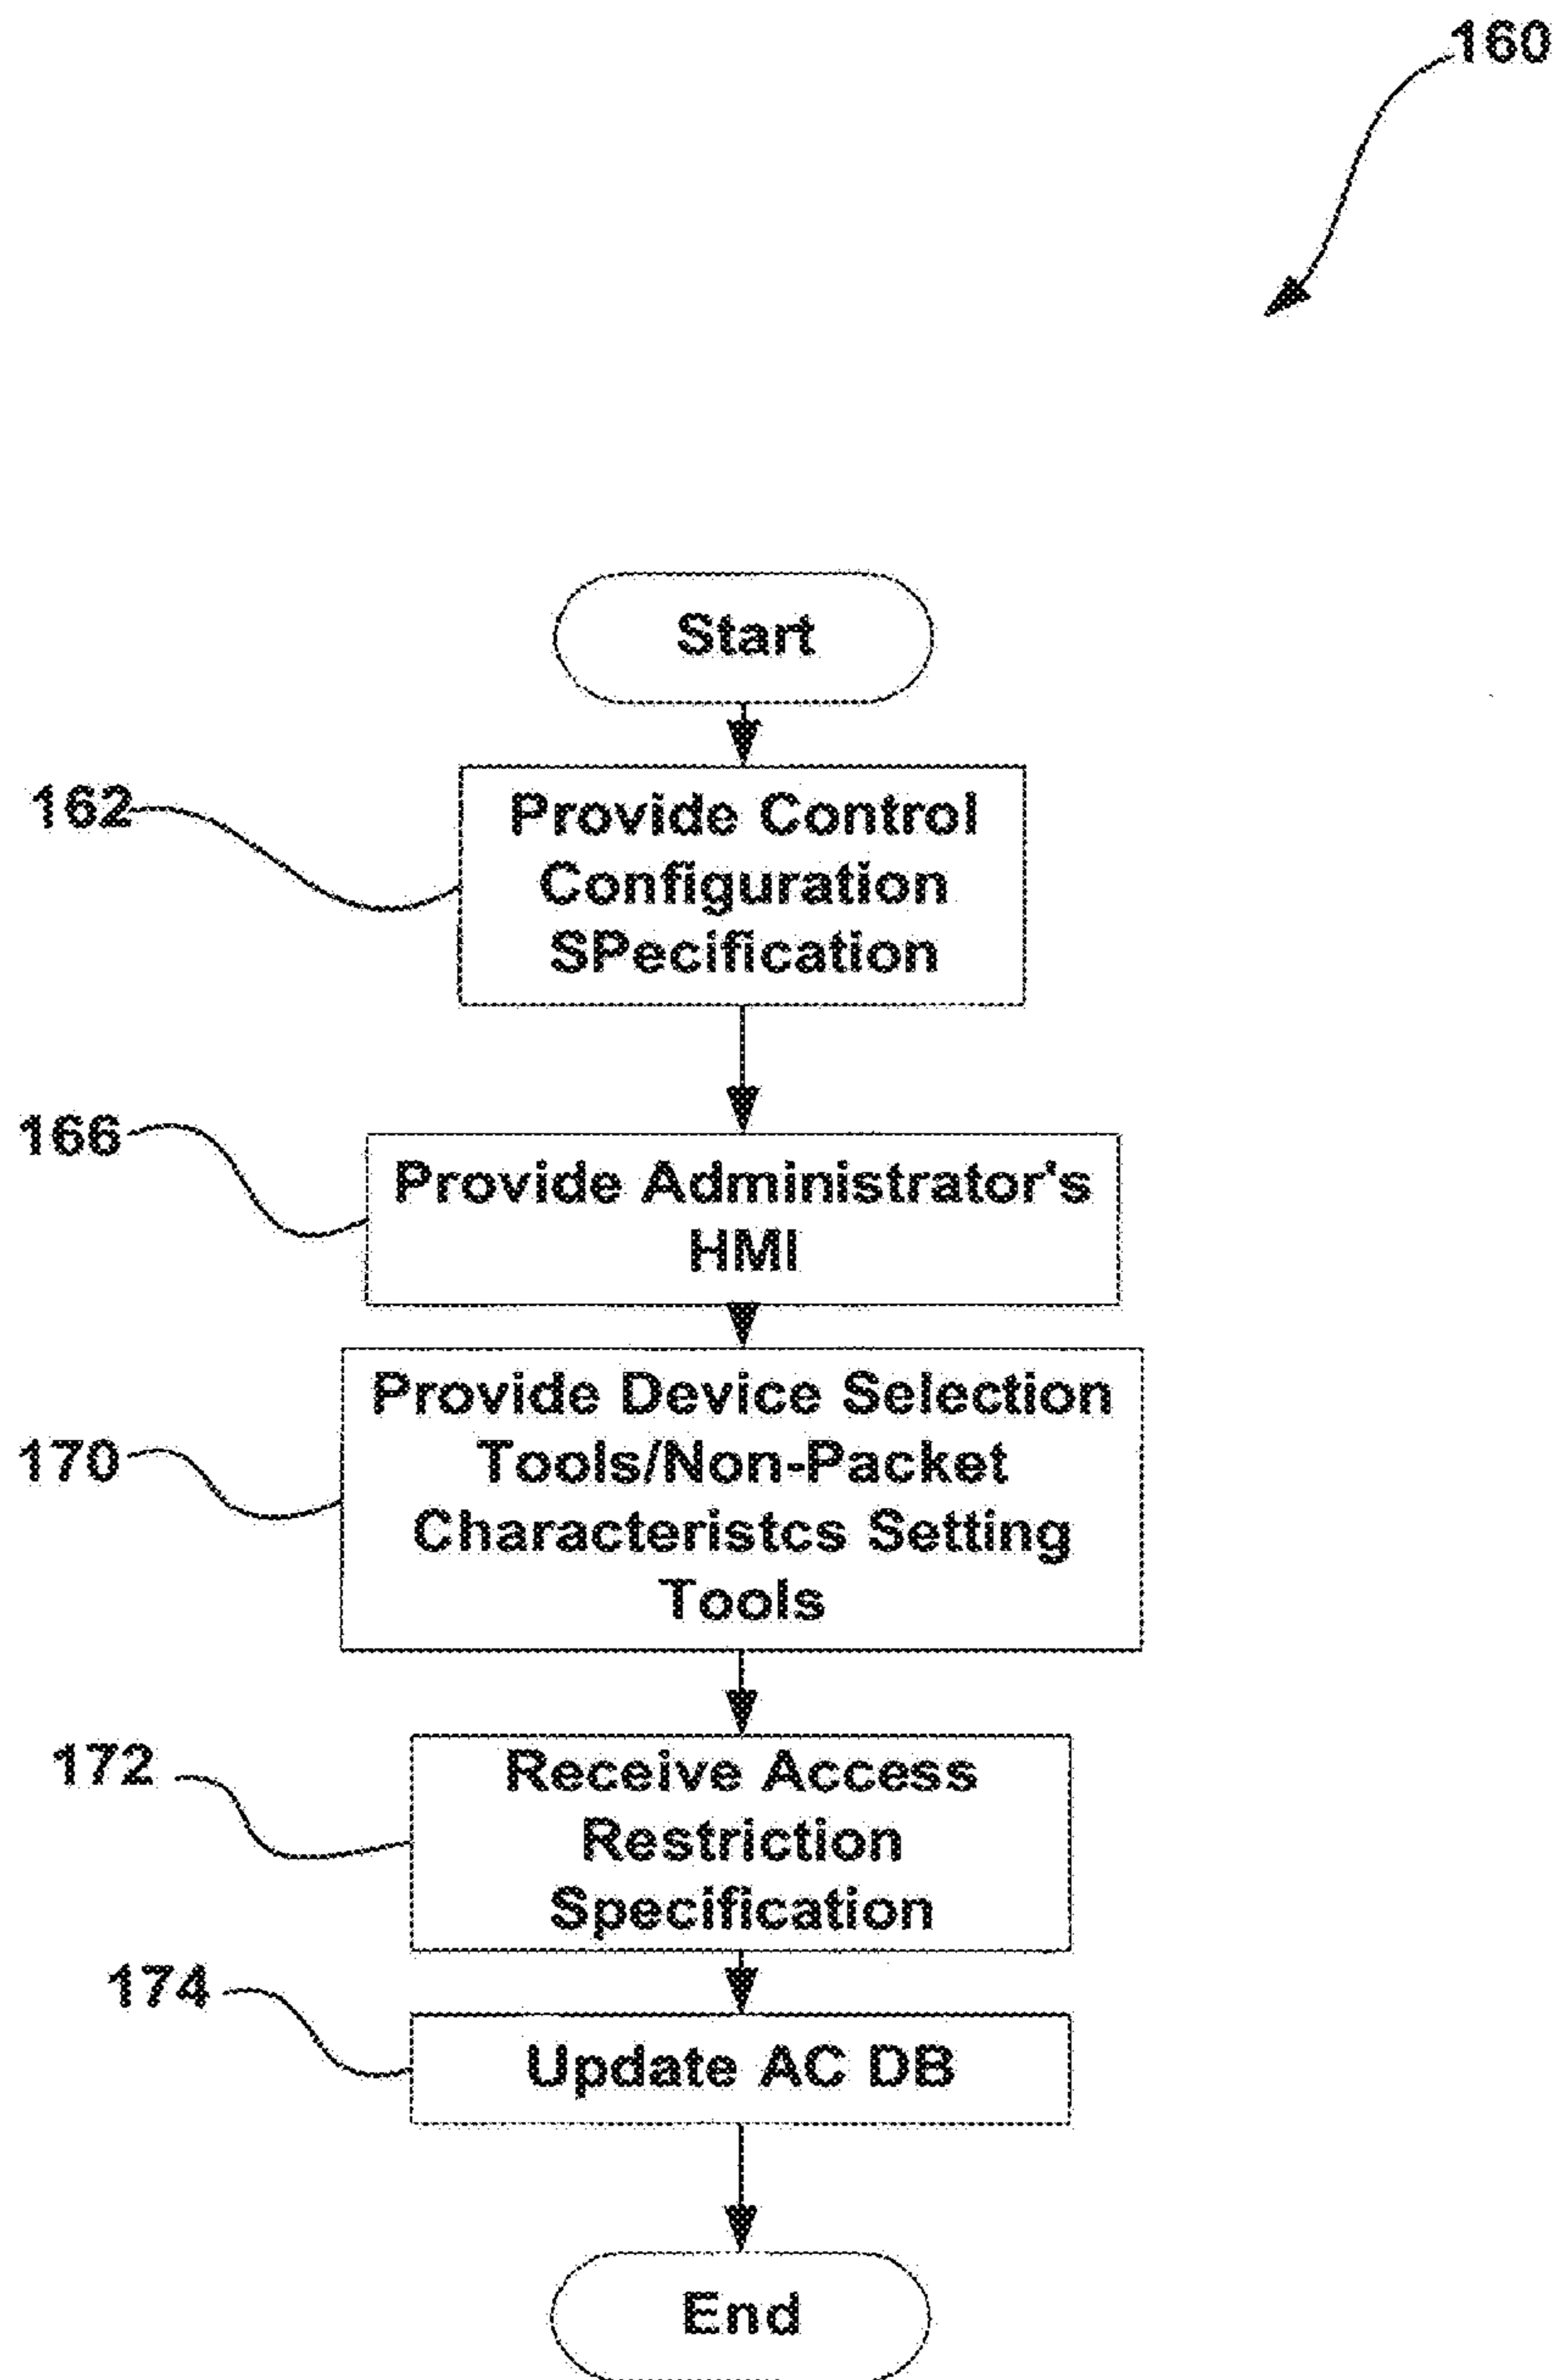 160
Start
162
Provide Control
Configuration
SPecification
166
Provide Administrator's
HMI
170
Provide Device Selection
Tools/Non-Packet
Characteristcs Setting
Tools
172
Receive Access
Restriction
Specification
174
Update AC DB
End